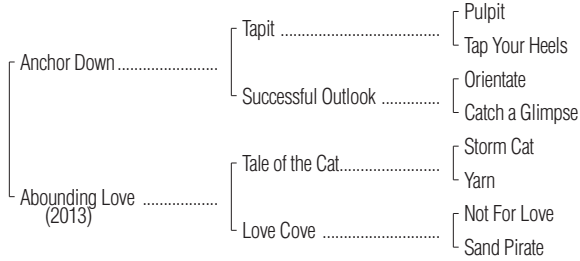 Pulpit
Tapit ..............................................
Tap Your Heels
Anchor Down .........................
Orientate
Successful Outlook ...............
Catch a Glimpse
Storm Cat
Tale of the Cat..........................
Yarn
Abounding Love ...................
(2013)
Not For Love
Love Cove ..............................
Sand Pirate